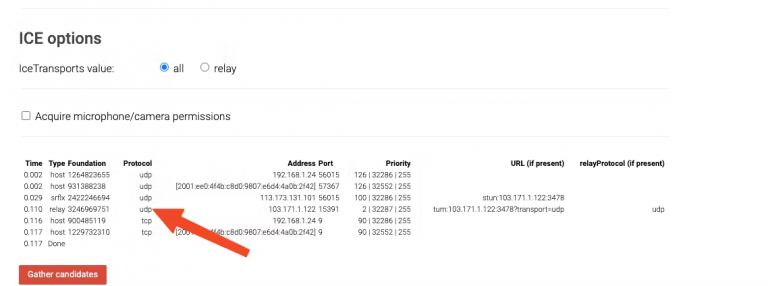 ICE options
IceTransports value: all relay
Acquire microphone/camera permissions
Time Type Foundation Protocol Address Port Priority URL (if present) relayProtocol (if present)
0.002 host 1264823655 udp 192.168.1.24 56015 126 | 32286 | 255
0.002 host 931388238 udp [2001:ee0:4f4b:c8d0:9807:e6d4:4a0b:2f42] 57367 126 | 32552 | 255
0.029 srflx 2422246694 udp 113.173.131.101 56015 100 | 32286 | 255 stun:103.171.1.122:3478
0.110 relay 3246969751 udp 103.171.1.122 15391 2 | 32287 | 255 turn:103.171.1.122:3478?transport=udp udp
0.116 host 900485119 tcp 192.168.1.24 9 90 | 32286 | 255
0.117 host 1229732310 tcp [2001: c8d0:9807:e6d4:4a0b:2f42] 9 90 | 32552 | 255
0.117 Done
Gather candidates